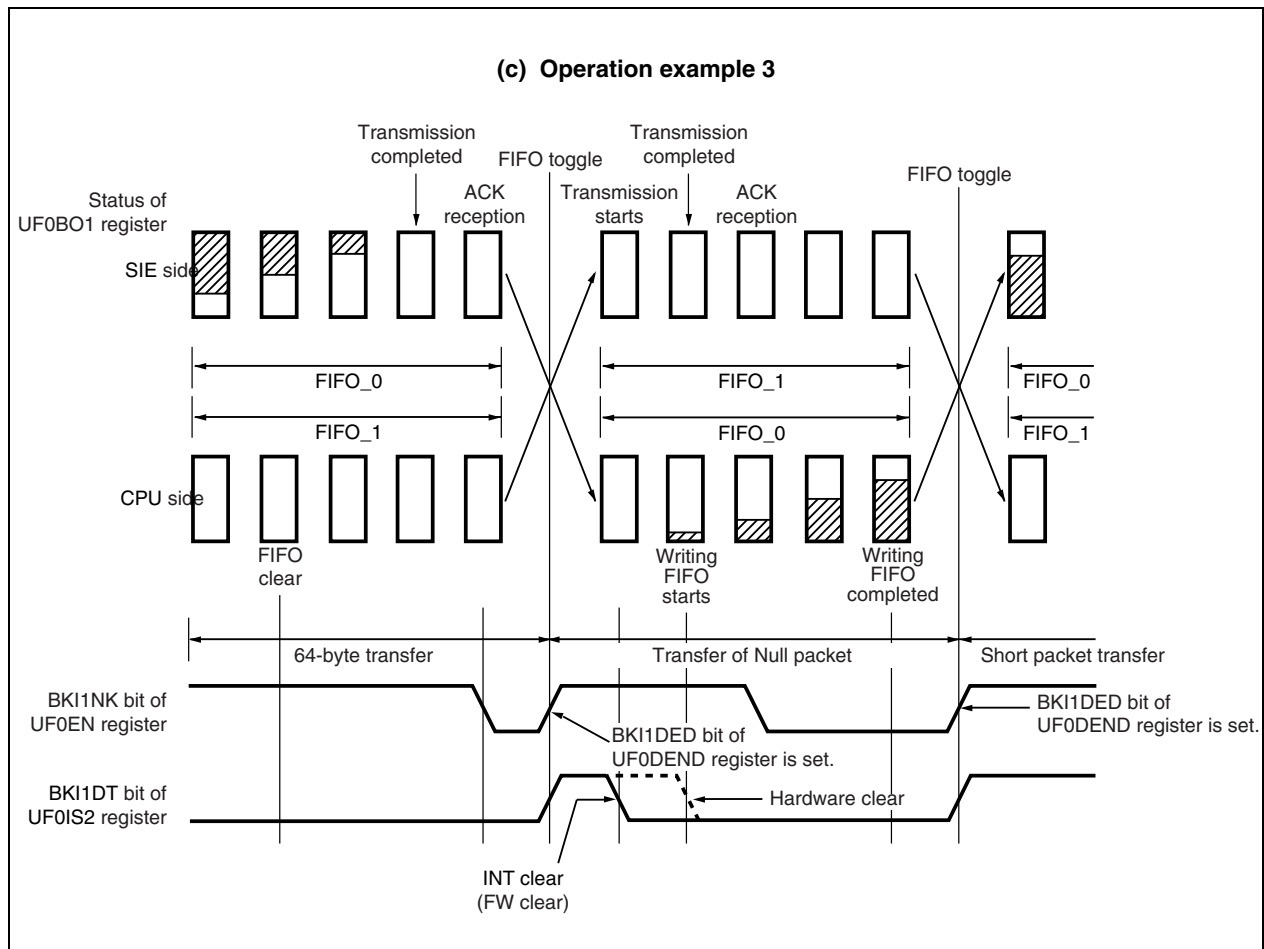 (c) Operation example 3
Transmission
completed
FIFO toggle
Transmission
completed
FIFO toggle
Status of
UF0BO1 register
ACK
reception
Transmission
starts
ACK
reception
SIE side
FIFO_0
FIFO_1
FIFO_0
FIFO_1
FIFO_0
FIFO_1
CPU side
FIFO
clear
Writing
FIFO
starts
Writing
FIFO
completed
64-byte transfer
Transfer of Null packet
Short packet transfer
BKI1NK bit of
UF0EN register
BKI1DED bit of
UF0DEND register is set.
BKI1DED bit of
UF0DEND register is set.
BKI1DT bit of
UF0IS2 register
Hardware clear
INT clear
(FW clear)